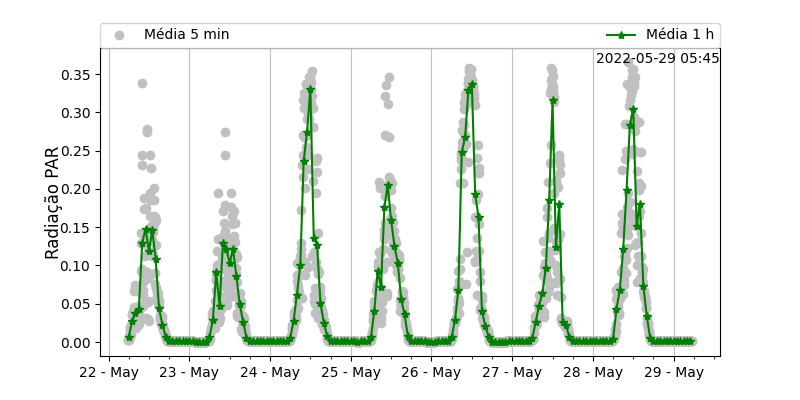 Média 5 min
Média 1 h
2022-05-29 05:45
Radiação PAR
0.35
0.30
0.25
0.20
0.15
0.10
0.05
0.00
22 - May
23 - May
24 - May
25 - May
26 - May
27 - May
28 - May
29 - May